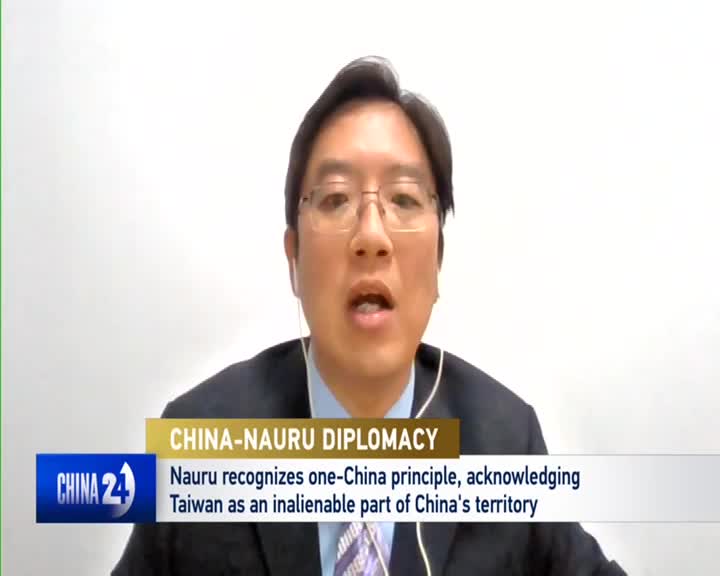 CHINA-NAURU DIPLOMACY
CHINA 24
Nauru recognizes one-China principle, acknowledging
Taiwan as an inalienable part of China's territory